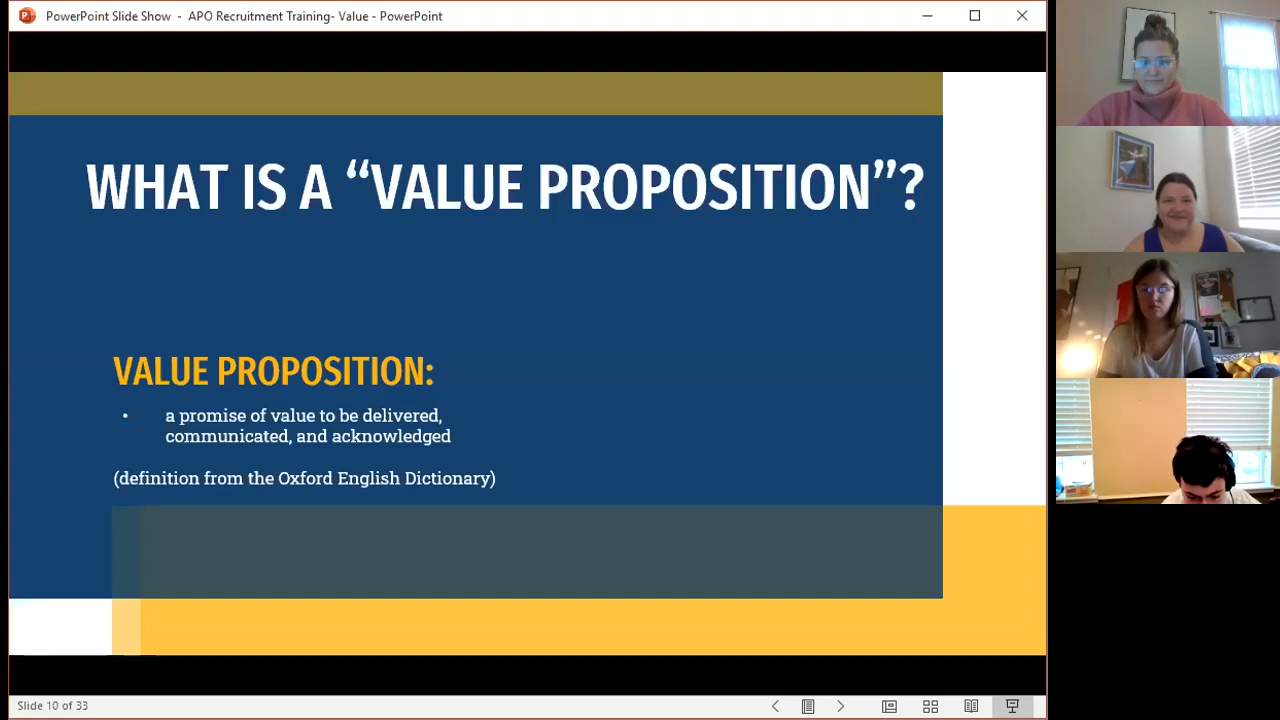 PowerPoint Slide Show - APO Recruitment Training- Value - PowerPoint
WHAT IS A “VALUE PROPOSITION”?
VALUE PROPOSITION:
• a promise of value to be delivered,
communicated, and acknowledged
(definition from the Oxford English Dictionary)
Slide 10 of 33